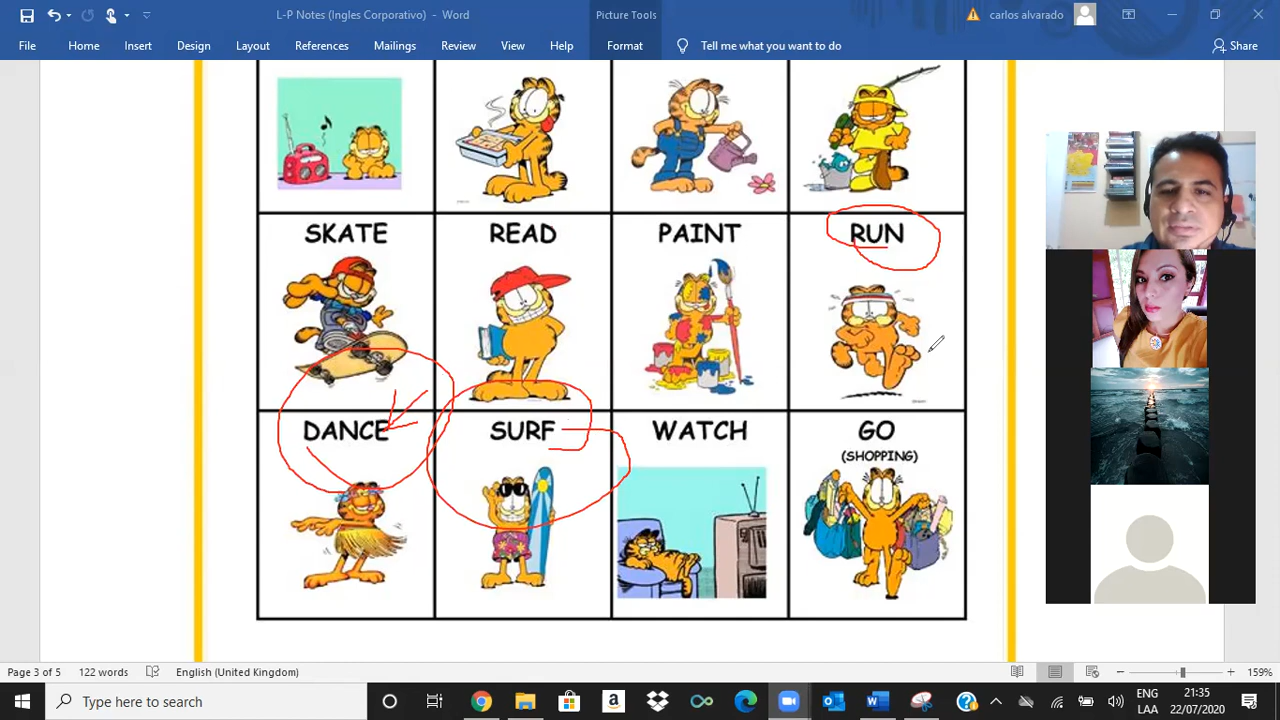 L-P Notes (Ingles Corporativo) - Word
Picture Tools
carlos alvarado
File Home Insert Design Layout References Mailings Review View Help Format Tell me what you want to do Share
SKATE READ PAINT RUN
DANCE SURF WATCH GO
(SHOPPING)
Page 3 of 5 122 words English (United Kingdom) 159%
Type here to search
ENG 21:35
LAA 22/07/2020